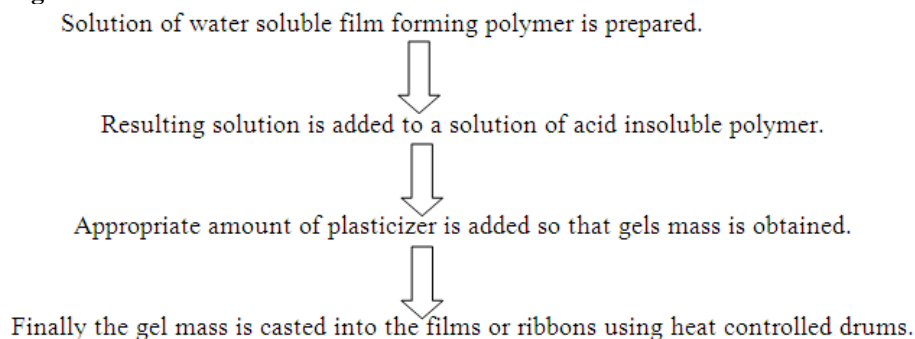 Solution of water soluble film forming polymer is prepared.
Resulting solution is added to a solution of acid insoluble polymer.
Appropriate amount of plasticizer is added so that gels mass is obtained.
Finally the gel mass is casted into the films or ribbons using heat controlled drums.